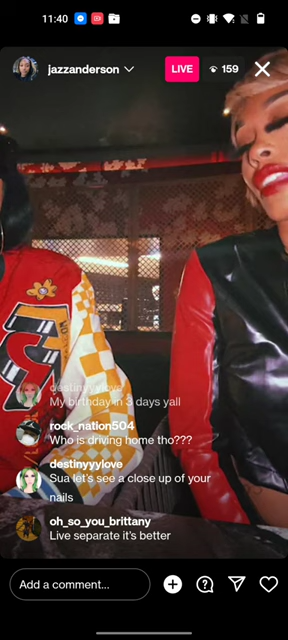 11:40
jazzanderson
LIVE
159
destinyyylove
My birthday in 3 days yall
rock_nation504
Who is driving home tho???
destinyyylove
Sua let's see a close up of your
nails
oh_so_you_brittany
Live separate it's better
Add a comment...